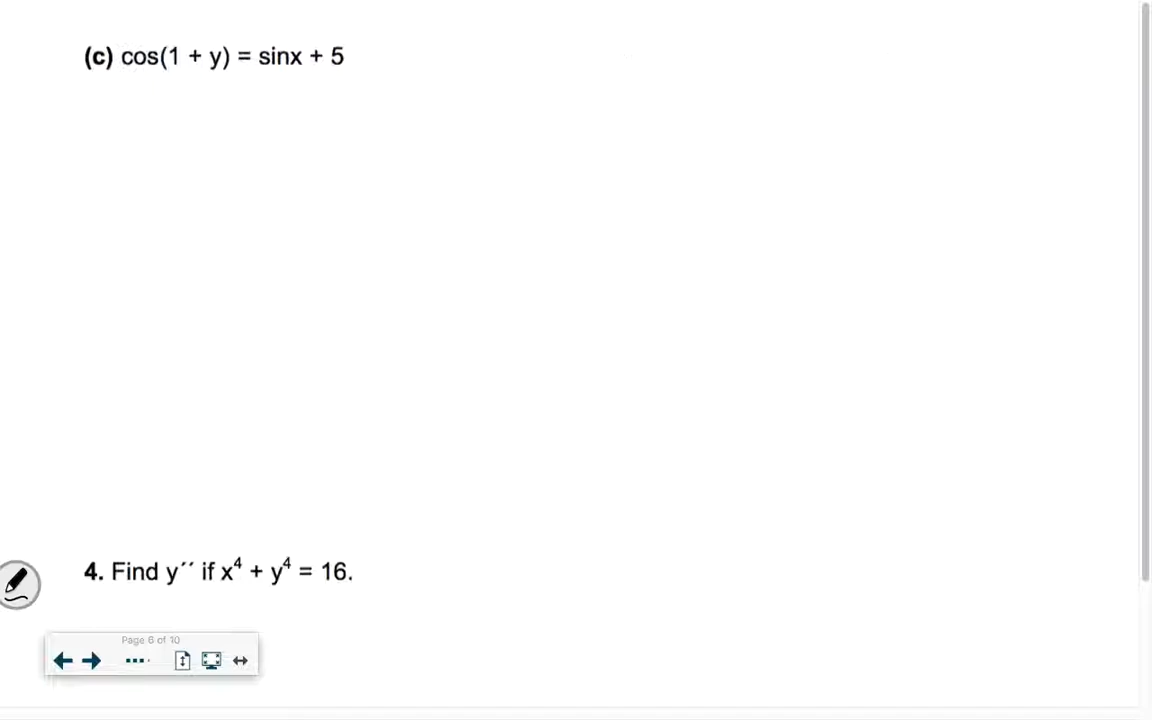 (c) cos(1 + y) = sinx + 5
4. Find y´´ if x⁴ + y⁴ = 16.
Page 6 of 10